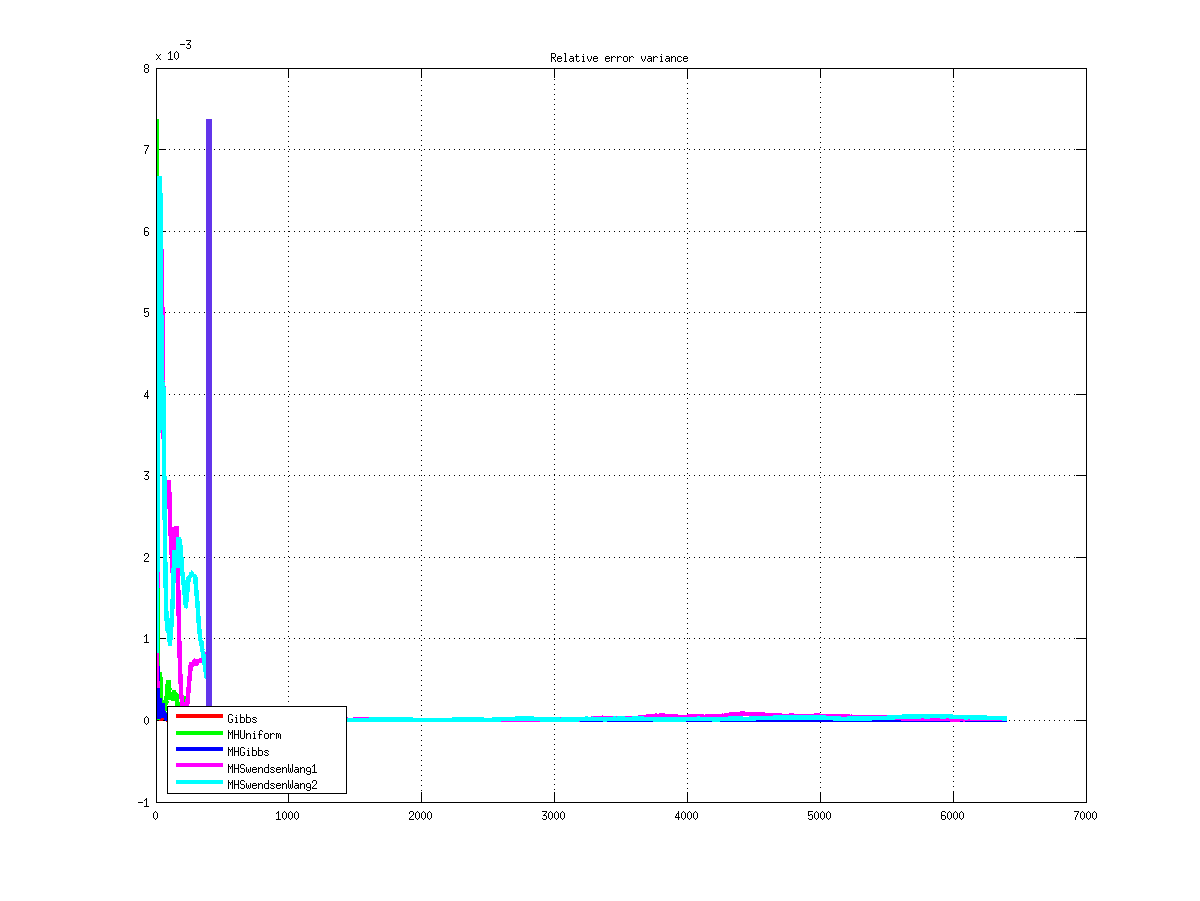 x 10-3
Relative error variance
8
7
6
5
4
3
2
1
0
-1
Gibbs
MHUniform
MHGibbs
MHSwendsenWang1
MHSwendsenWang2
0 1000 2000 3000 4000 5000 6000 7000